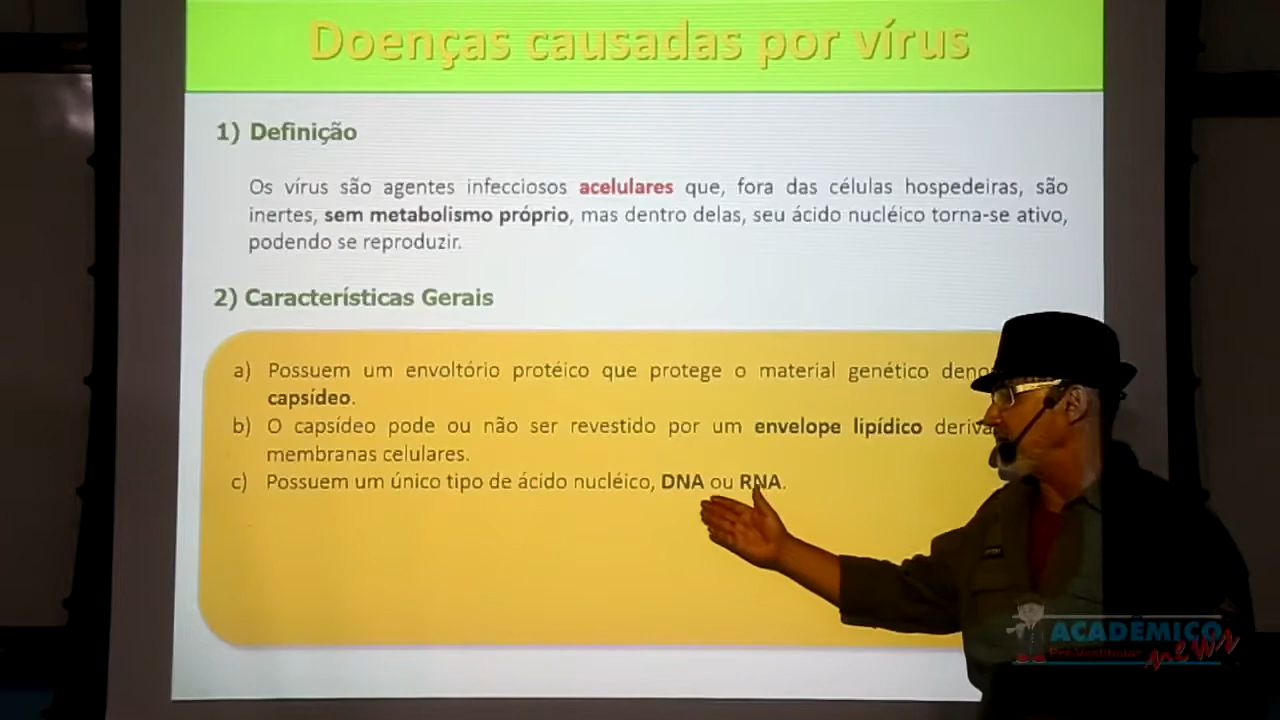 Doenças causadas por vírus
1) Definição
Os vírus são agentes infecciosos acelulares que, fora das células hospedeiras, são
inertes, sem metabolismo próprio, mas dentro delas, seu ácido nucléico torna-se ativo,
podendo se reproduzir.
2) Características Gerais
a) Possuem um envoltório protéico que protege o material genético
capsídeo.
b) O capsídeo pode ou não ser revestido por um envelope lipídico
membranas celulares.
c) Possuem um único tipo de ácido nucléico, DNA ou RNA.
ACADÊMICO
Pré-Vestibular
news